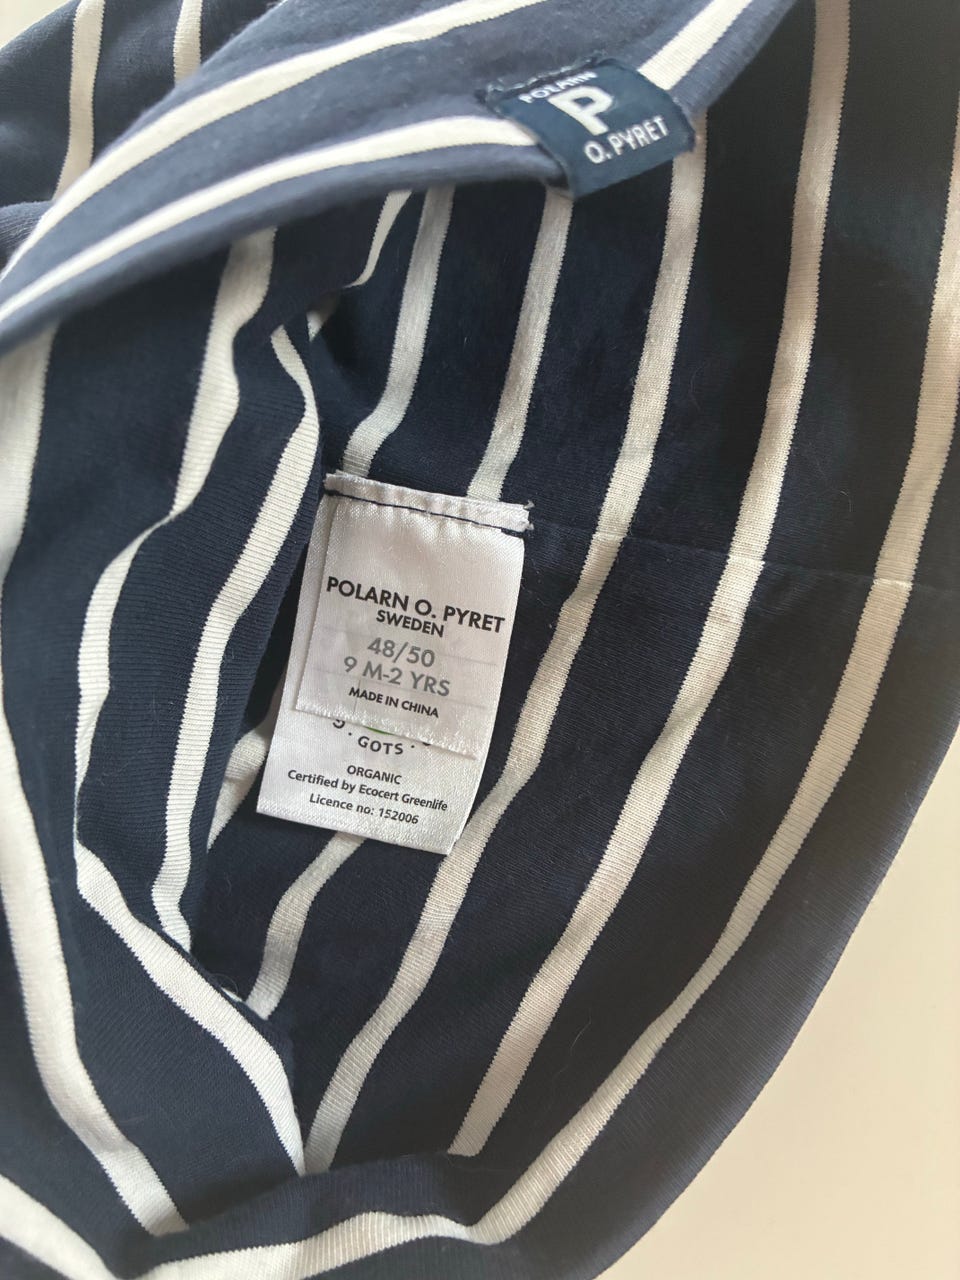 POLARN
P
O. PYRET
POLARN O. PYRET
SWEDEN
48/50
9 M-2 YRS
MADE IN CHINA
GOTS
ORGANIC
Certified by Ecocert Greenlife
Licence no: 152006